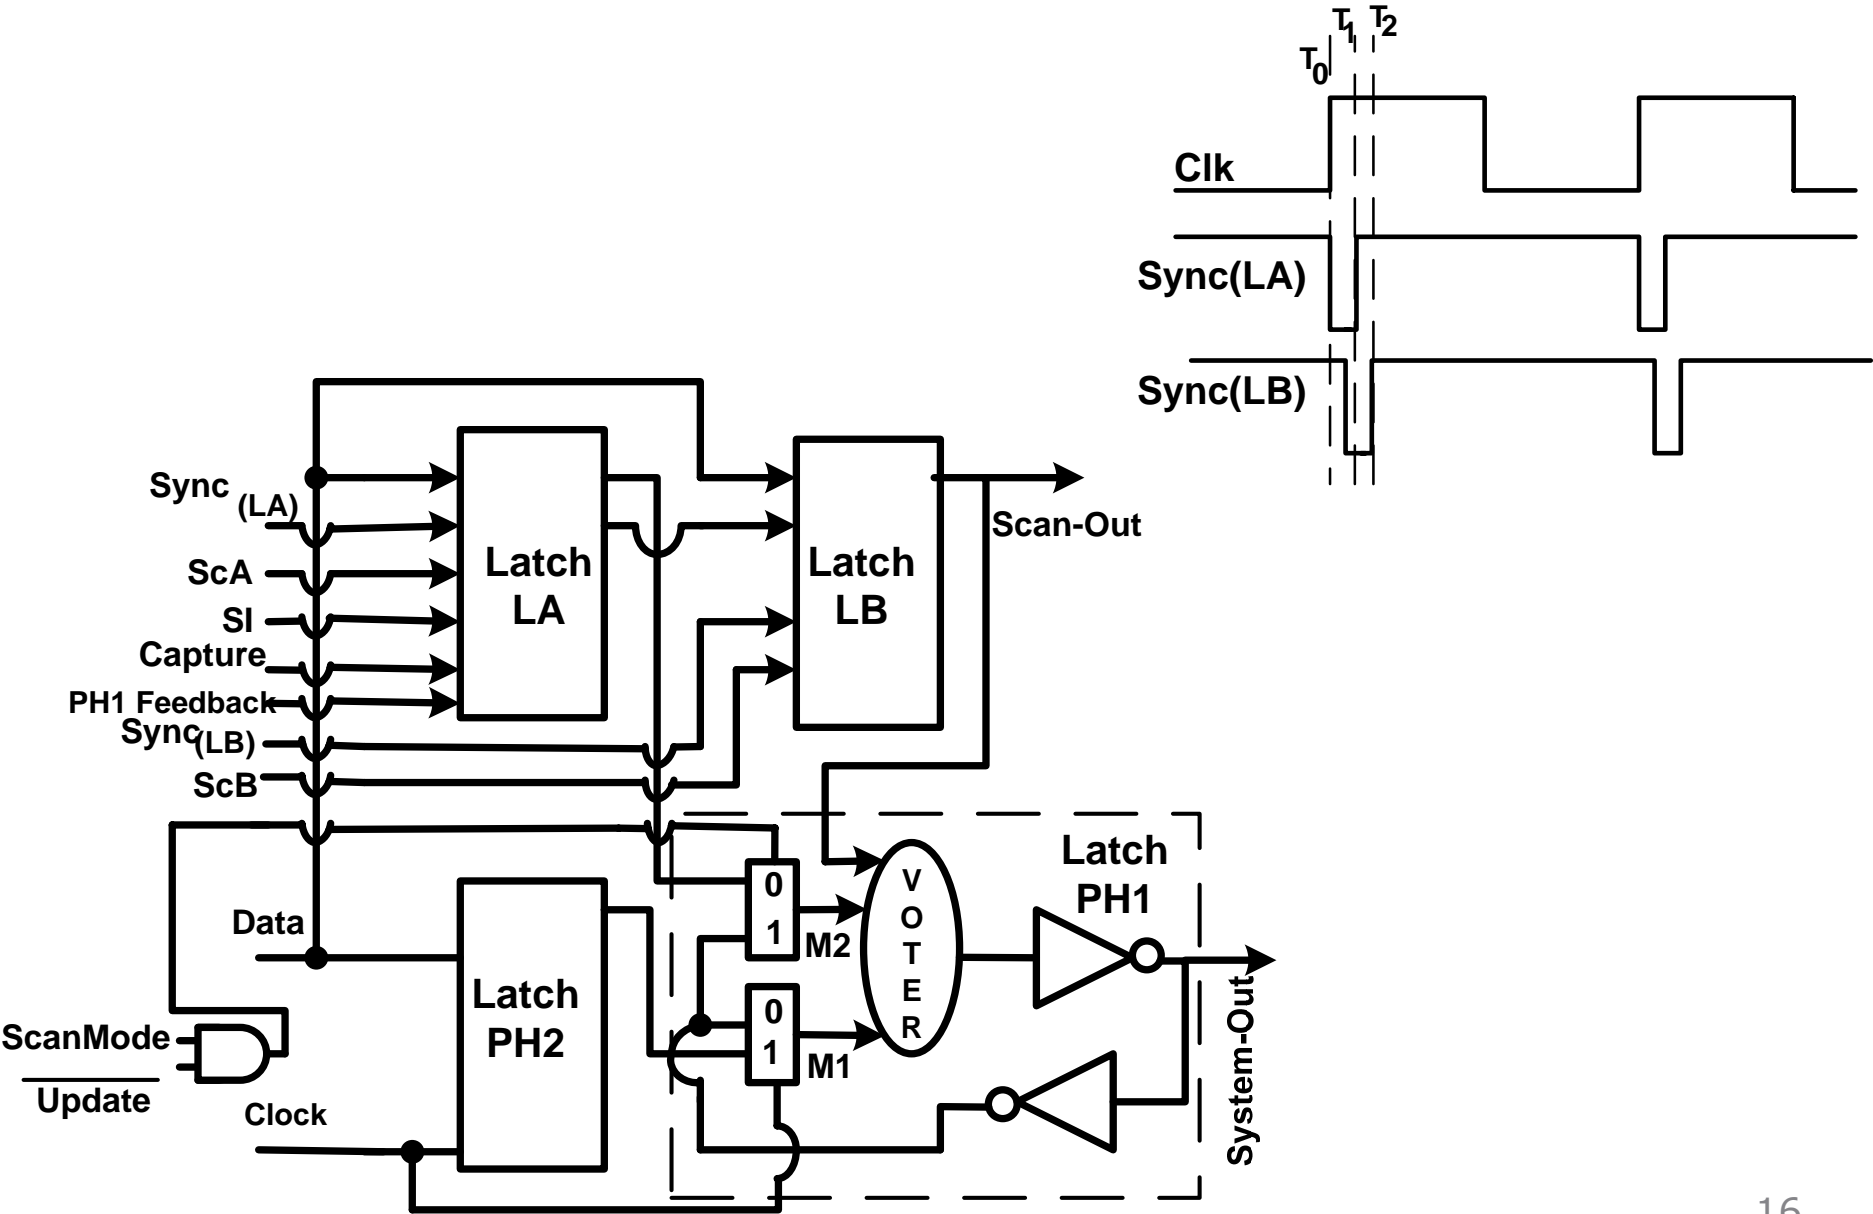 T0
T1
T2
Clk
Sync(LA)
Sync(LB)
Sync (LA)
ScA
SI
Capture
PH1 Feedback
Sync(LB)
ScB
Latch
LA
Latch
LB
Scan-Out
Data
ScanMode
Update
Clock
Latch
PH2
0
1
M2
0
1
M1
V
O
T
E
R
Latch
PH1
System-Out
16